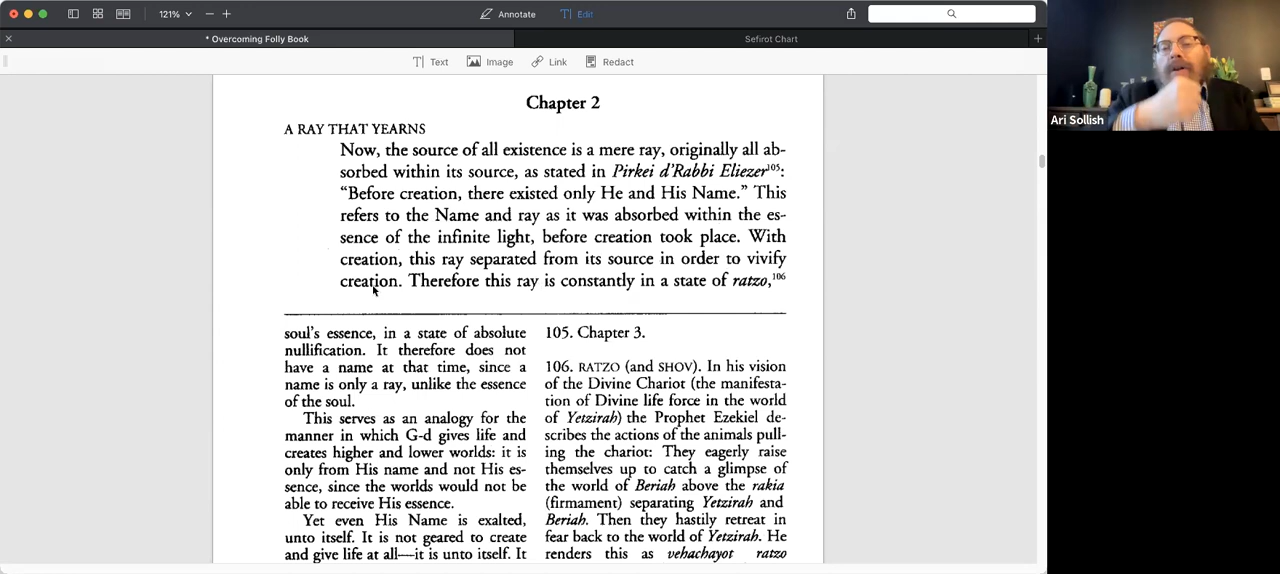 121%
Annotate
Edit
* Overcoming Folly Book
Sefirot Chart
Text
Image
Link
Redact
Ari Sollish
Chapter 2
A RAY THAT YEARNS
Now, the source of all existence is a mere ray, originally all ab-
sorbed within its source, as stated in Pirkei d'Rabbi Eliezer105:
“Before creation, there existed only He and His Name.” This
refers to the Name and ray as it was absorbed within the es-
sence of the infinite light, before creation took place. With
creation, this ray separated from its source in order to vivify
creation. Therefore this ray is constantly in a state of ratzo,106
soul's essence, in a state of absolute
nullification. It therefore does not
have a name at that time, since a
name is only a ray, unlike the essence
of the soul.
This serves as an analogy for the
manner in which G-d gives life and
creates higher and lower worlds: it is
only from His name and not His es-
sence, since the worlds would not be
able to receive His essence.
Yet even His Name is exalted,
unto itself. It is not geared to create
and give life at all—it is unto itself. It
105. Chapter 3.
106. RATZO (and SHOV). In his vision
of the Divine Chariot (the manifesta-
tion of Divine life force in the world
of Yetzirah) the Prophet Ezekiel de-
scribes the actions of the animals pull-
ing the chariot: They eagerly raise
themselves up to catch a glimpse of
the world of Beriah above the rakia
(firmament) separating Yetzirah and
Beriah. Then they hastily retreat in
fear back to the world of Yetzirah. He
renders this as vehachayot ratzo